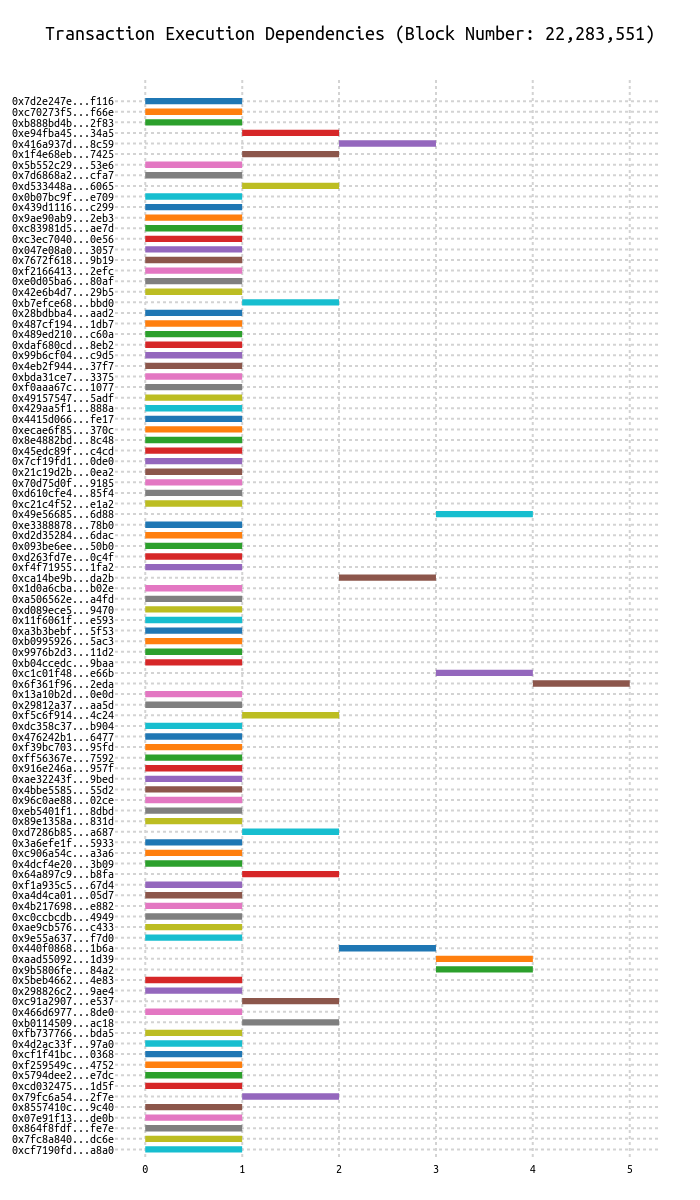 Transaction Execution Dependencies (Block Number: 22,283,551)
0x7d2e247e...f116
0xc70273f5...f66e
0xb888bd4b...2f83
0xe94fba45...34a5
0x416a937d...8c59
0x1f4e68eb...7425
0x5b552c29...53e6
0x7d6868a2...cfa7
0xd533448a...6065
0x0b07bc9f...e709
0x439d1116...c299
0x9ae90ab9...2eb3
0xc83981d5...ae7d
0xc3ec7040...0e56
0x047e08a0...3057
0x7672f618...9b19
0xf2166413...2efc
0xe0d05ba6...80af
0x42e6b4d7...29b5
0xb7efce68...bbd0
0x28bdbba4...aad2
0x487cf194...1db7
0x489ed210...c60a
0xdaf680cd...8eb2
0x99b6cf04...c9d5
0x4eb2f944...37f7
0xbda31ce7...3375
0xf0aaa67c...1077
0x49157547...5adf
0x429aa5f1...888a
0x4415d066...fe17
0xecae6f85...370c
0x8e4882bd...8c48
0x45edc89f...c4cd
0x7cf19fd1...0de0
0x21c19d2b...0ea2
0x70d75d0f...9185
0xd610cfe4...85f4
0xc21c4f52...e1a2
0x49e56685...6d88
0xe3388878...78b0
0xd2d35284...6dac
0x093be6ee...50b0
0xd263fd7e...0c4f
0xf4f71955...1fa2
0xca14be9b...da2b
0x1d0a6cba...b02e
0xa506562e...a4fd
0xd089ece5...9470
0x11f6061f...e593
0xa3b3bebf...5f53
0xb0995926...5ac3
0x9976b2d3...11d2
0xb04ccedc...9baa
0xc1c01f48...e66b
0x6f361f96...2eda
0x13a10b2d...0e0d
0x29812a37...aa5d
0xf5c6f914...4c24
0xdc358c37...b904
0x476242b1...6477
0xf39bc703...95fd
0xff56367e...7592
0x916e246a...957f
0xae32243f...9bed
0x4bbe5585...55d2
0x96c0ae88...02ce
0xeb5401f1...8dbd
0x89e1358a...831d
0xd7286b85...a687
0x3a6efe1f...5933
0xc906a54c...a3a6
0x4dcf4e20...3b09
0x64a897c9...b8fa
0xf1a935c5...67d4
0xa4d4ca01...05d7
0x4b217698...e882
0xc0ccbcdb...4949
0xae9cb576...c433
0x9e55a637...f7d0
0x440f0868...1b6a
0xaad55092...1d39
0x9b5806fe...84a2
0x5beb4662...4e83
0x298826c2...9ae4
0xc91a2907...e537
0x466d6977...8de0
0xb0114509...ac18
0xfb737766...bda5
0x4d2ac33f...97a0
0xcf1f41bc...0368
0xf259549c...4752
0x5794dee2...e7dc
0xcd032475...1d5f
0x79fc6a54...2f7e
0x8557410c...9c40
0x07e91f13...de0b
0x864f8fdf...fe7e
0x7fc8a840...dc6e
0xcf7190fd...a8a0
0 1 2 3 4 5